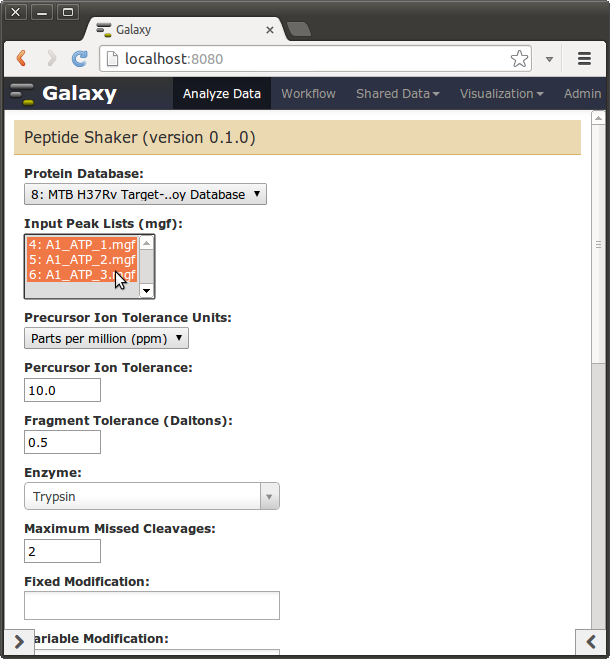 Galaxy
localhost:8080
Galaxy Analyze Data Workflow Shared Data Visualization Admin
Peptide Shaker (version 0.1.0)
Protein Database:
8: MTB H37Rv Target-..oy Database
Input Peak Lists (mgf):
4: A1_ATP_1.mgf
5: A1_ATP_2.mgf
6: A1_ATP_3.mgf
Precursor Ion Tolerance Units:
Parts per million (ppm)
Percursor Ion Tolerance:
10.0
Fragment Tolerance (Daltons):
0.5
Enzyme:
Trypsin
Maximum Missed Cleavages:
2
Fixed Modification:
Variable Modification: